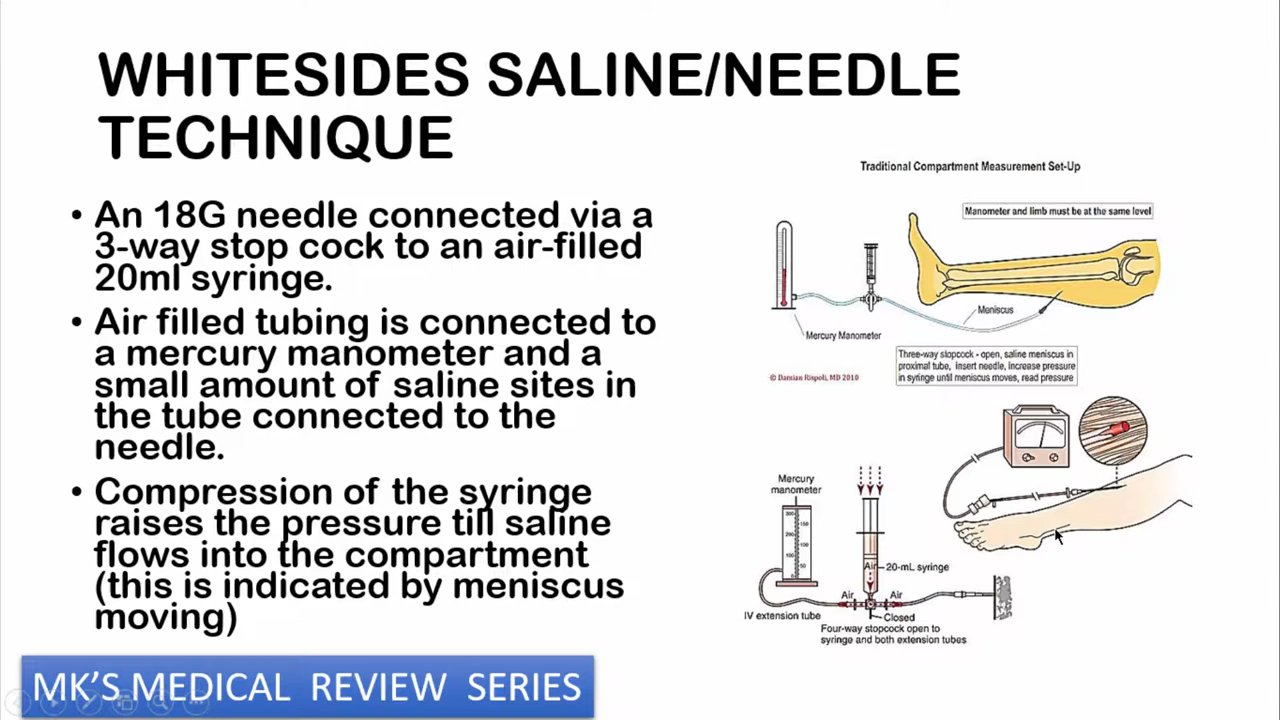 WHITESIDES SALINE/NEEDLE
TECHNIQUE
• An 18G needle connected via a
3-way stop cock to an air-filled
20ml syringe.
• Air filled tubing is connected to
a mercury manometer and a
small amount of saline sites in
the tube connected to the
needle.
• Compression of the syringe
raises the pressure till saline
flows into the compartment
(this is indicated by meniscus
moving)
Traditional Compartment Measurement Set-Up
Manometer and limb must be at the same level
Meniscus
Mercury Manometer
Three-way stopcock - open, saline meniscus in
proximal tube, insert needle, increase pressure
in syringe until meniscus moves, read pressure
© Damian Rispoli, MD 2010
Mercury
manometer
300
200
100
50
Air
20-mL syringe
Air
Air
IV extension tube
Closed
Four-way stopcock open to
syringe and both extension tubes
MK'S MEDICAL REVIEW SERIES